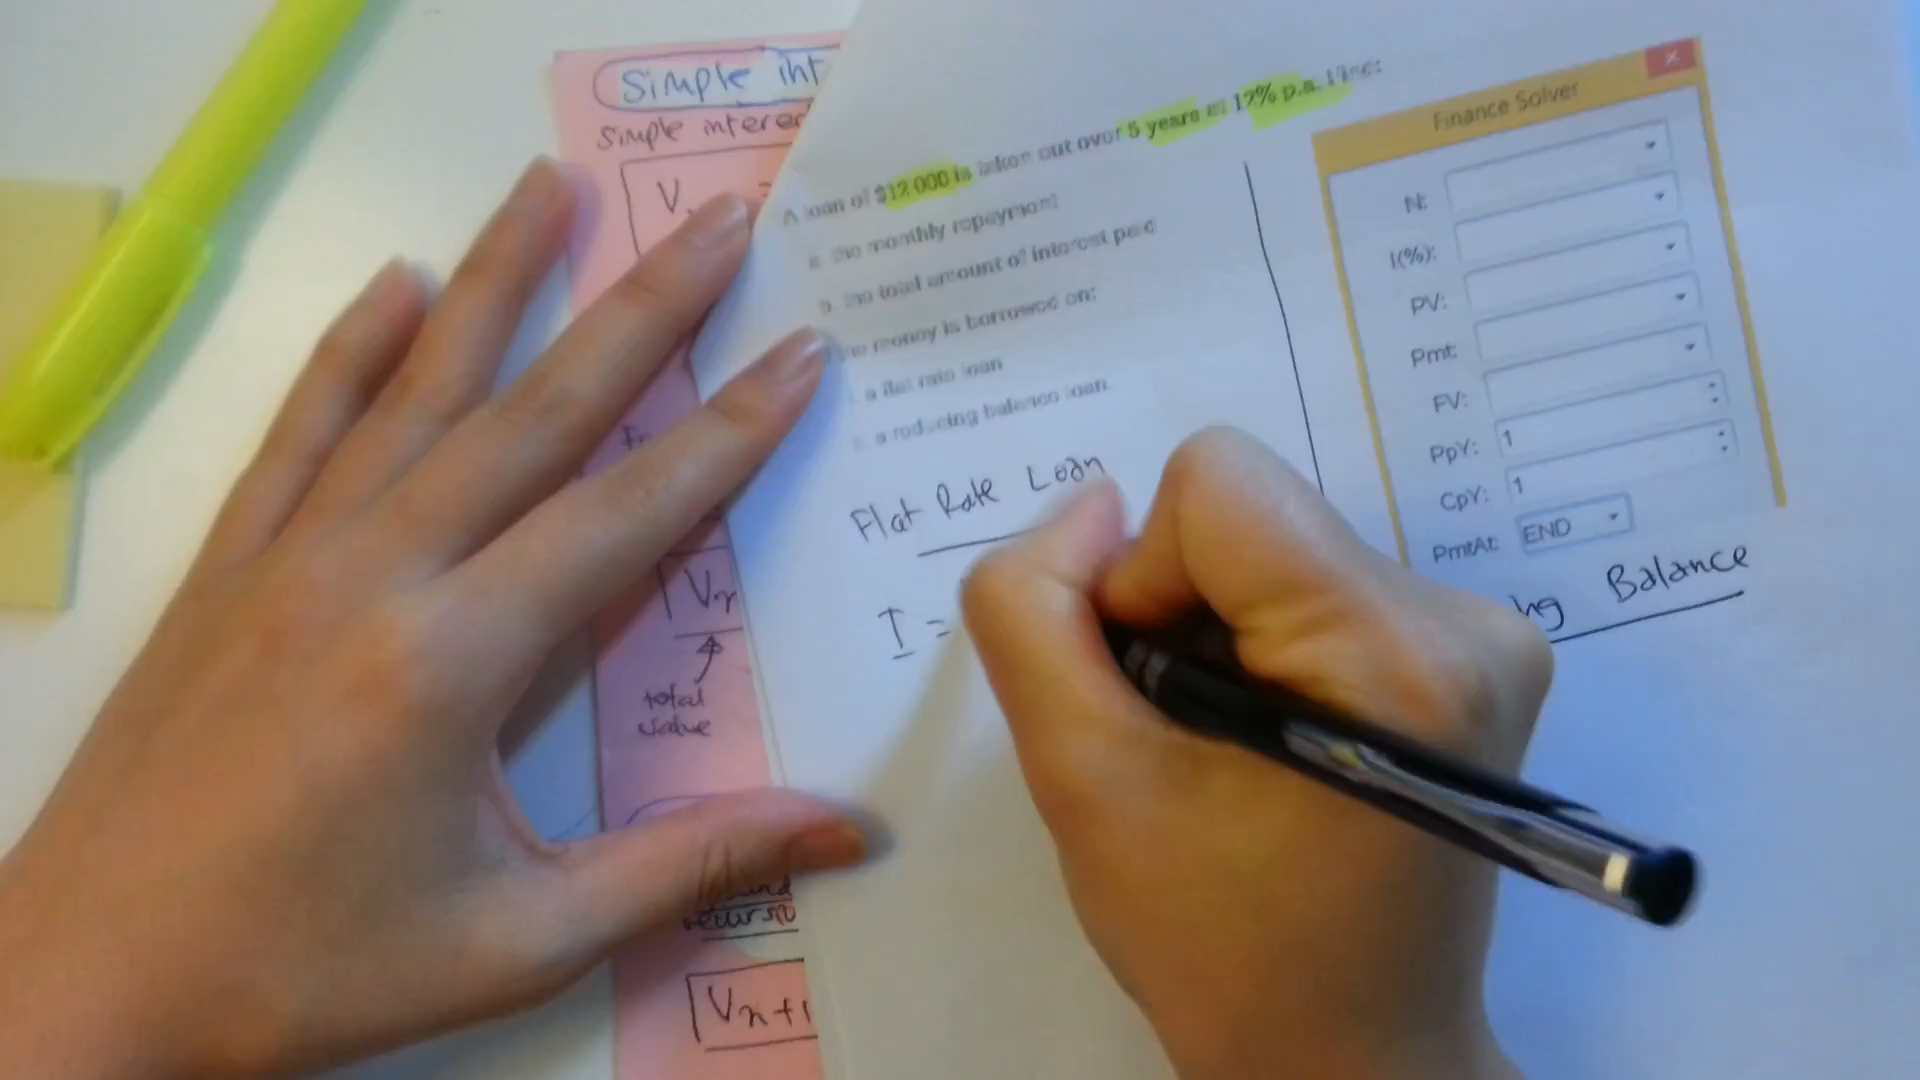 Simple int
Simple interes
V
A loan of $12 000 is taken out over 5 years at 12% p.a. Find:
a. the monthly repayment
b. the total amount of interest paid
the money is borrowed on:
a flat rate loan
a reducing balance loan
Flat Rate Loan
I =
Finance Solver
N:
I(%):
PV:
Pmt:
FV:
PpY: 1
CpY: 1
PmtAt: END
ing Balance
Vn
total
value
Vn+1